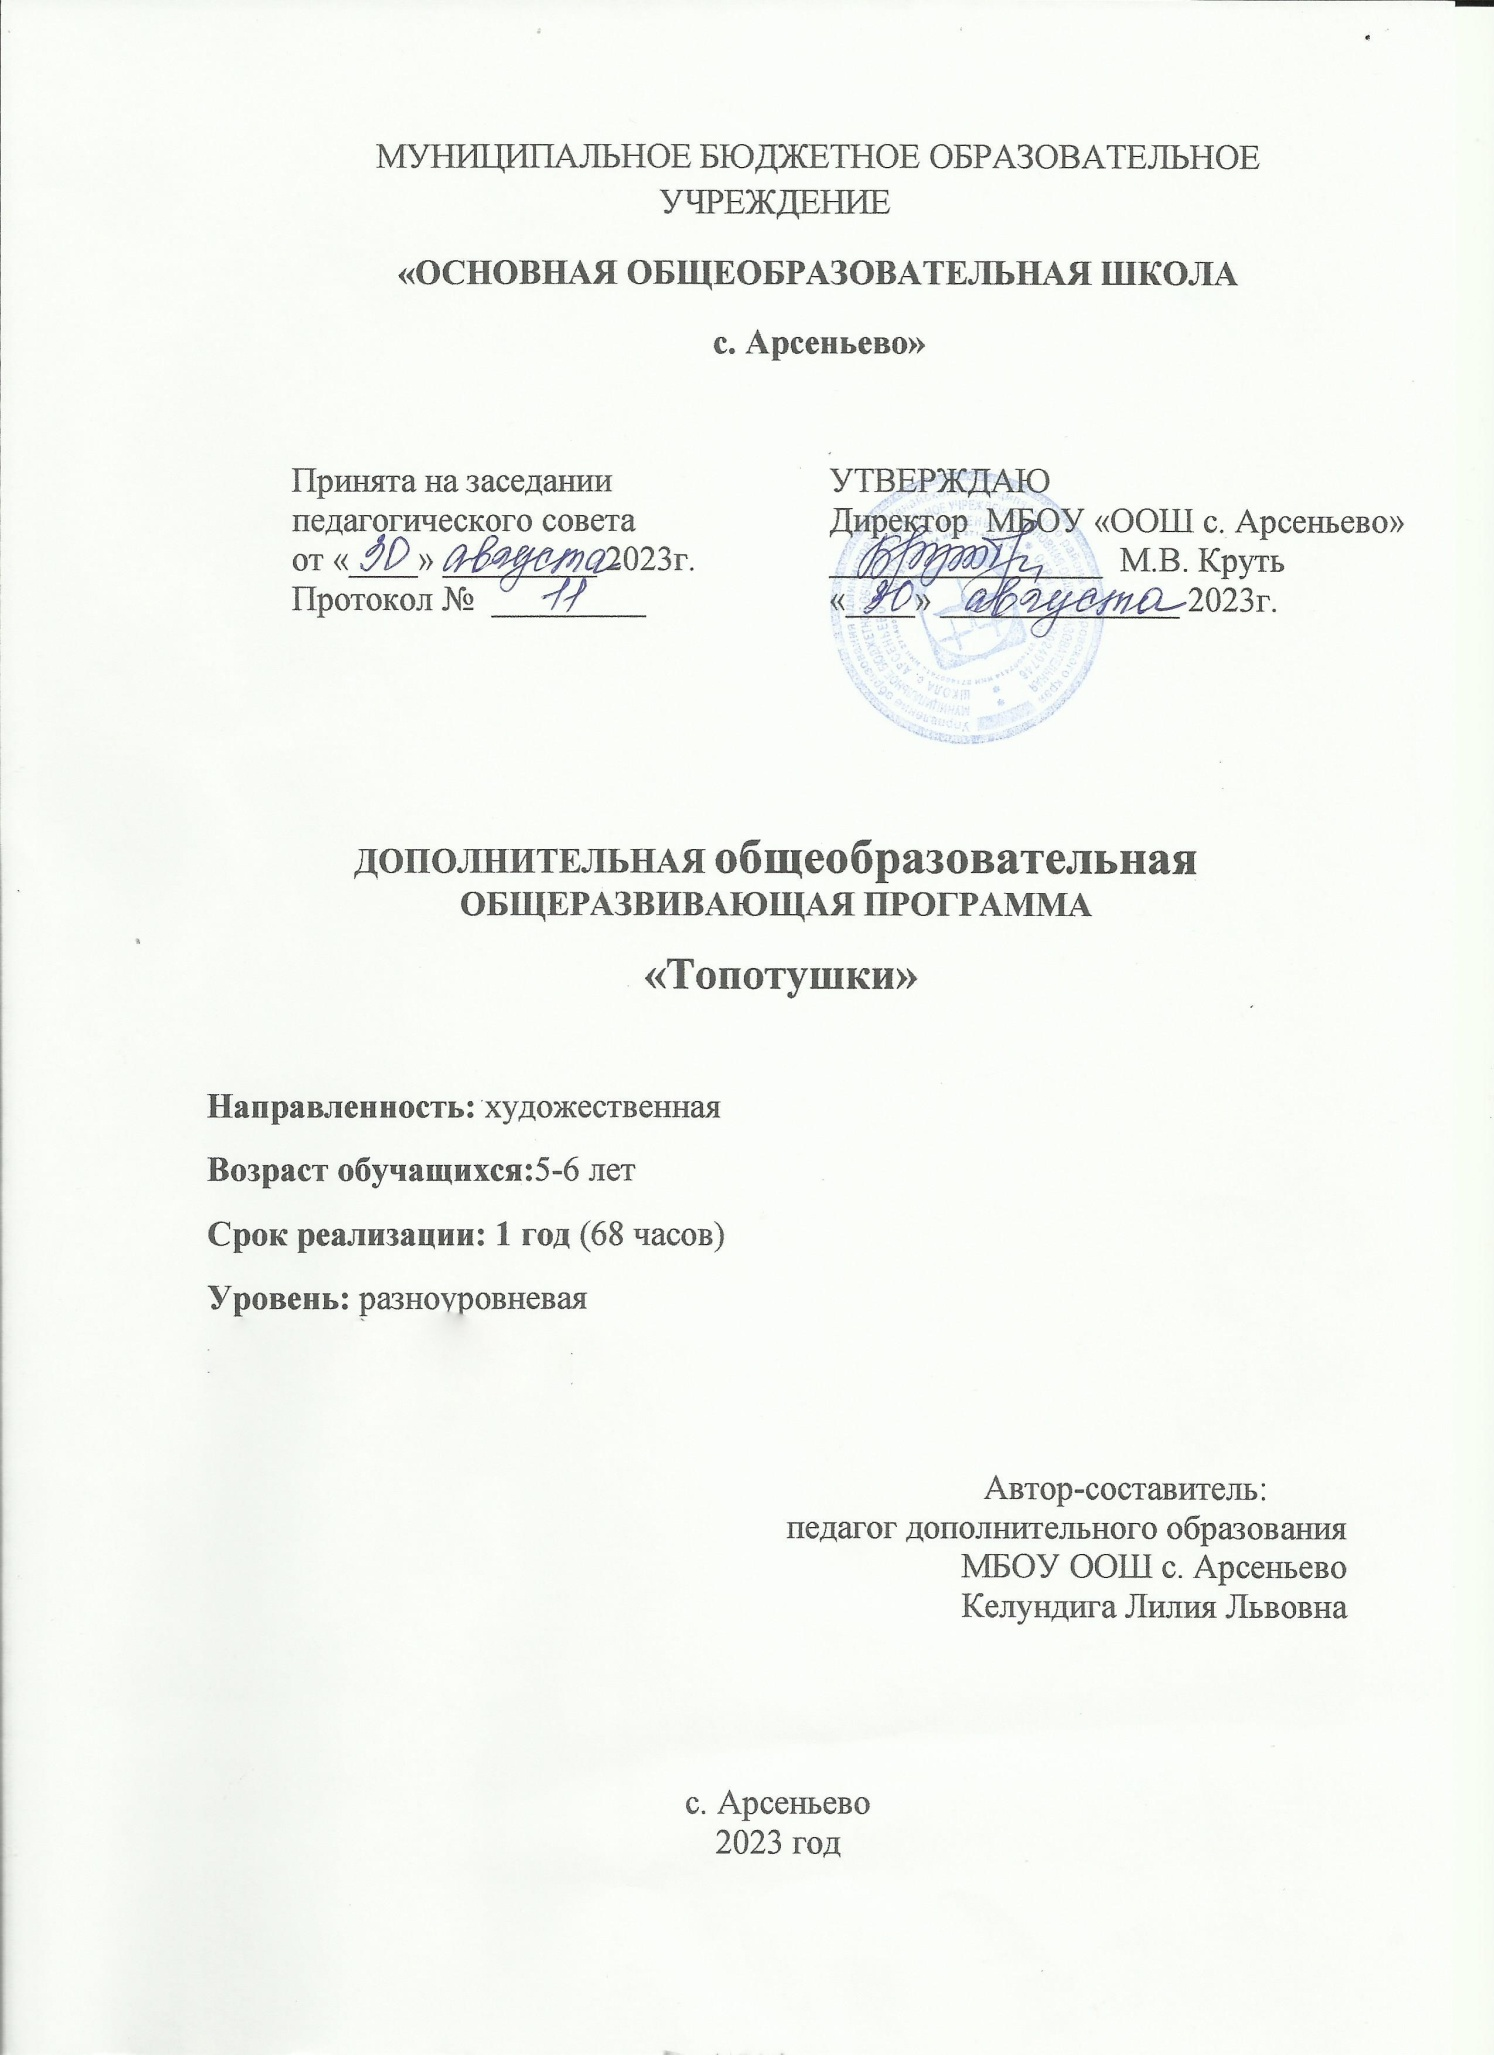 МУНИЦИПАЛЬНОЕ БЮДЖЕТНОЕ ОБРАЗОВАТЕЛЬНОЕ
УЧРЕЖДЕНИЕ
«ОСНОВНАЯ ОБЩЕОБРАЗОВАТЕЛЬНАЯ ШКОЛА
с. Арсеньево»
Принята на заседании
педагогического совета
от «30» августа 2023г.
Протокол № 11
УТВЕРЖДАЮ
Директор МБОУ «ООШ с. Арсеньево»
М.В. Круть
«30» августа 2023г.
ДОПОЛНИТЕЛЬНАЯ общеобразовательная
ОБЩЕРАЗВИВАЮЩАЯ ПРОГРАММА
«Топотушки»
Направленность: художественная
Возраст обучащихся:5-6 лет
Срок реализации: 1 год (68 часов)
Уровень: разноуровневая
Автор-составитель:
педагог дополнительного образования
МБОУ ООШ с. Арсеньево
Келундига Лилия Львовна
с. Арсеньево
2023 год